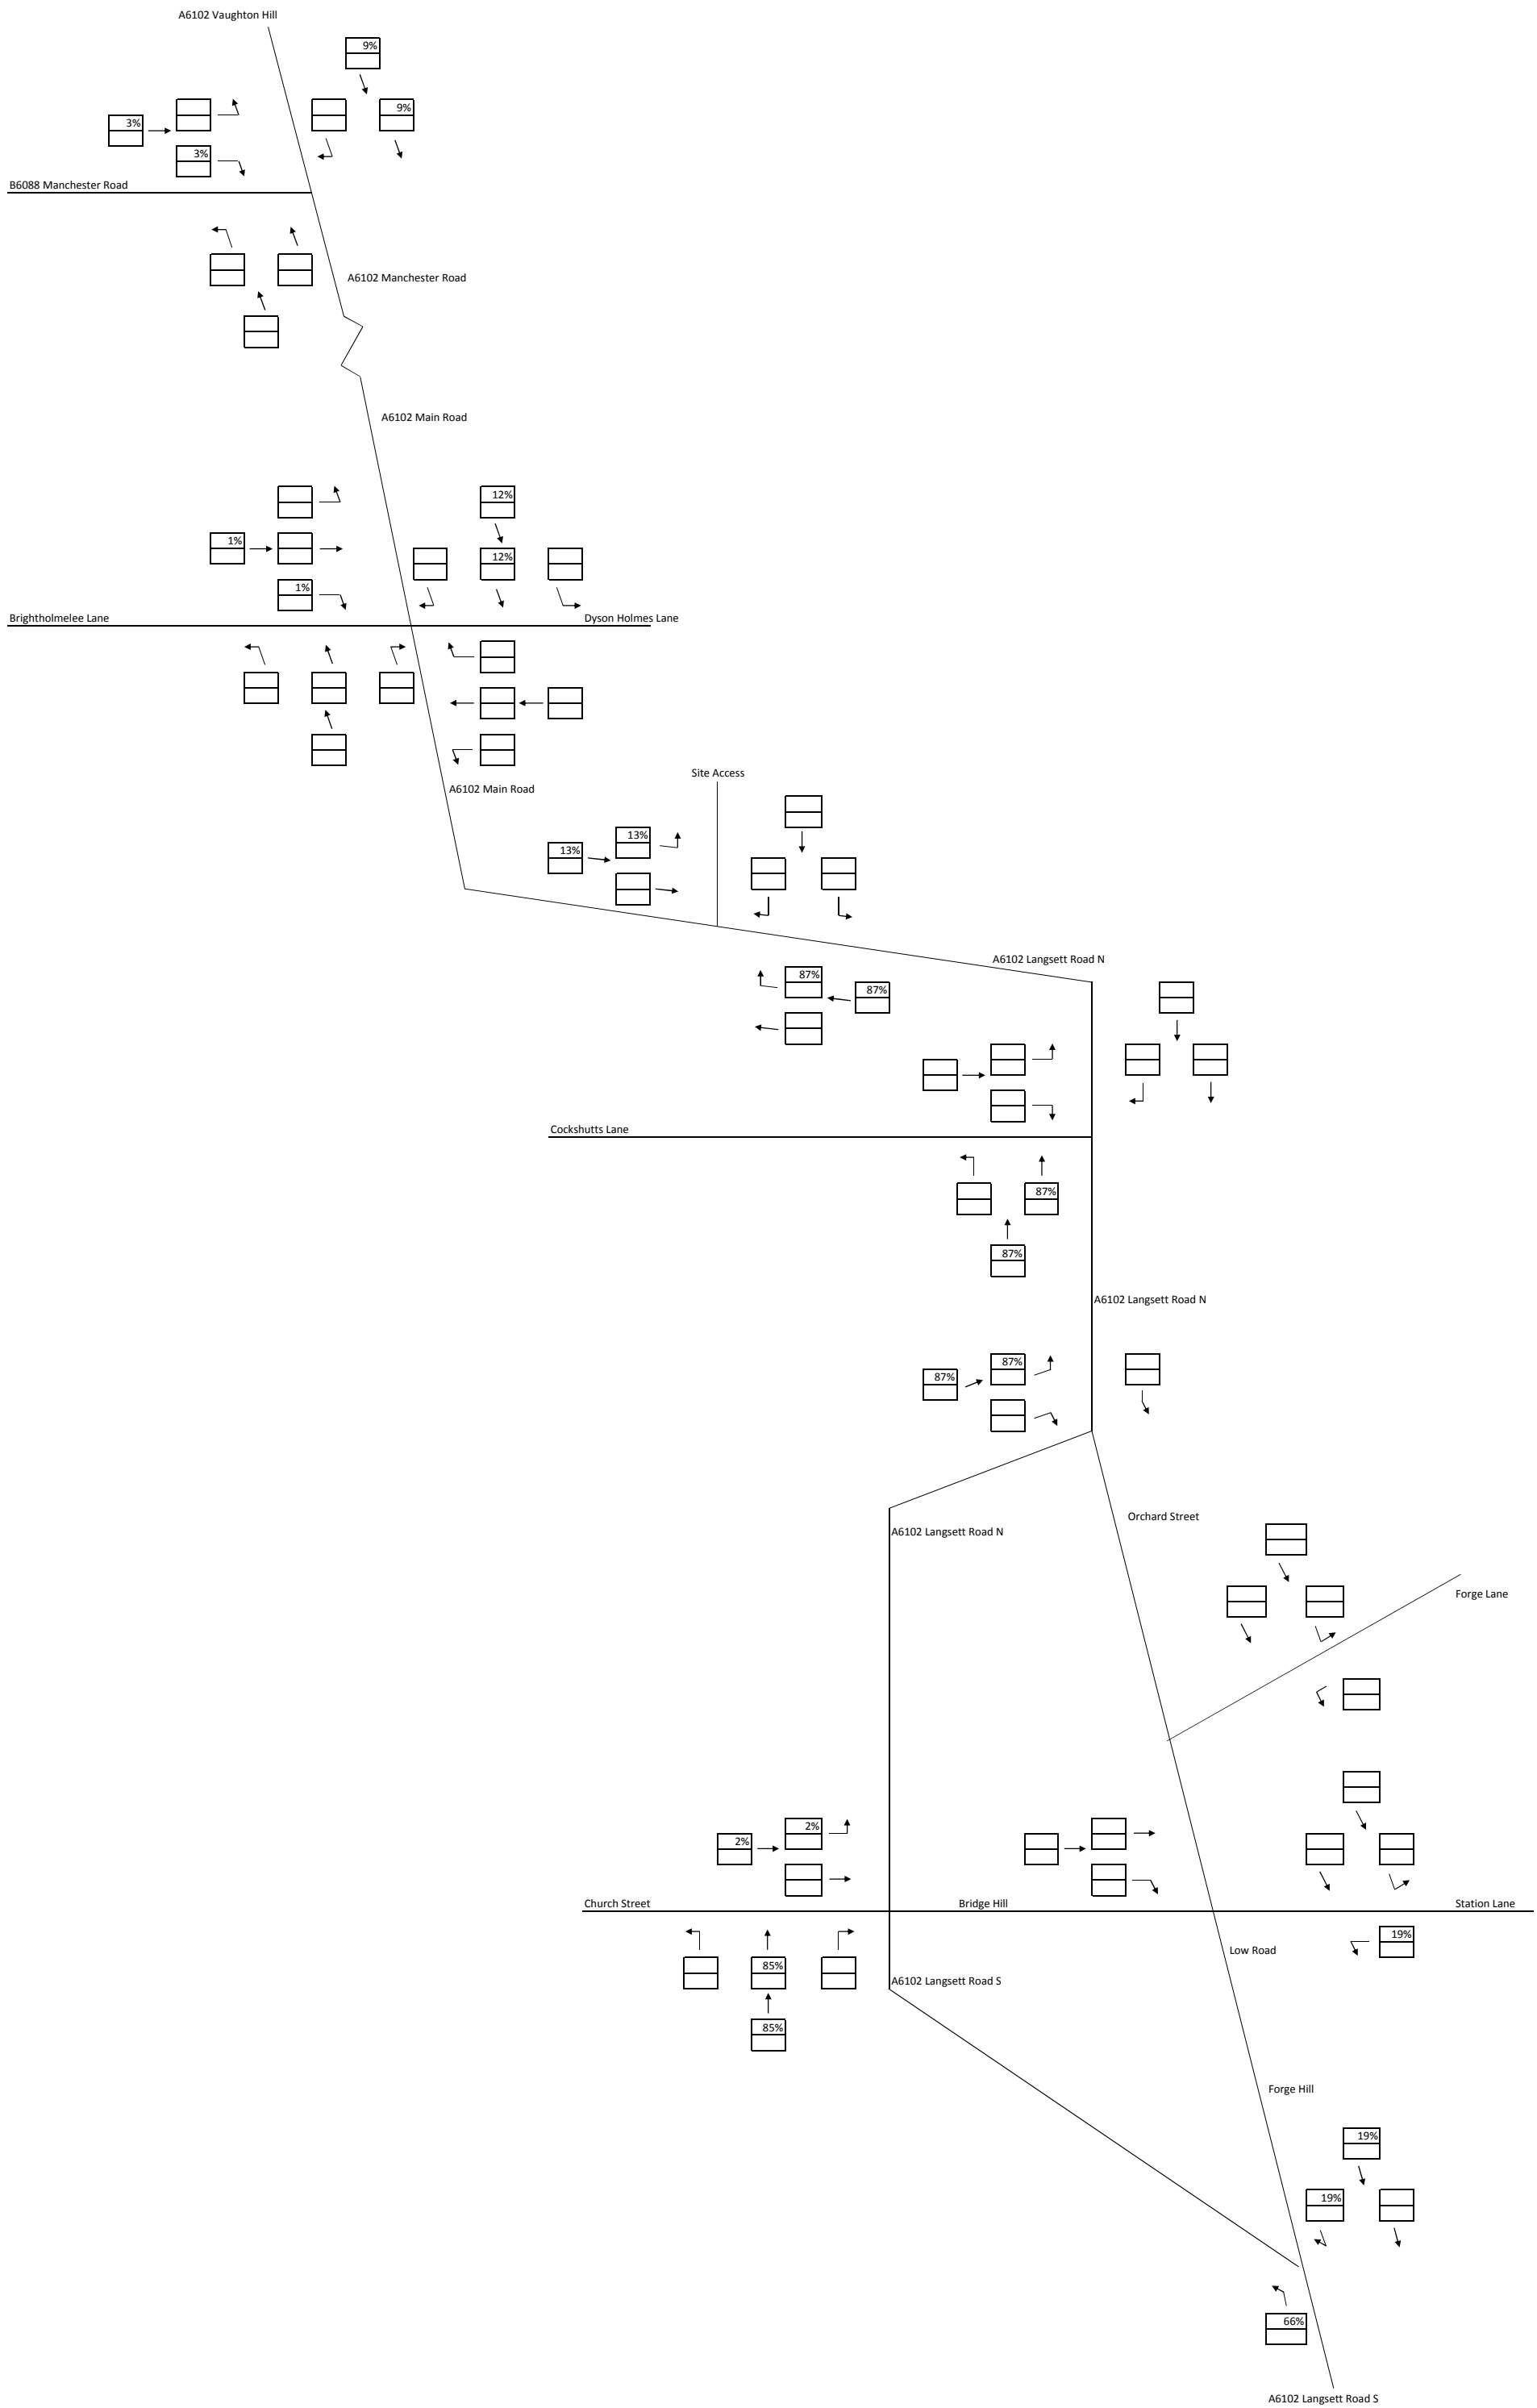 A6102 Vaughton Hill
9%
9%
3%
3%
B6088 Manchester Road
A6102 Manchester Road
A6102 Main Road
12%
1%
12%
1%
Brightholmelee Lane
Dyson Holmes Lane
Site Access
A6102 Main Road
13%
13%
A6102 Langsett Road N
87%
87%
Cockshutts Lane
87%
87%
A6102 Langsett Road N
87%
87%
Orchard Street
A6102 Langsett Road N
Forge Lane
2%
2%
Church Street
Bridge Hill
Station Lane
19%
Low Road
85%
A6102 Langsett Road S
85%
Forge Hill
19%
19%
66%
A6102 Langsett Road S